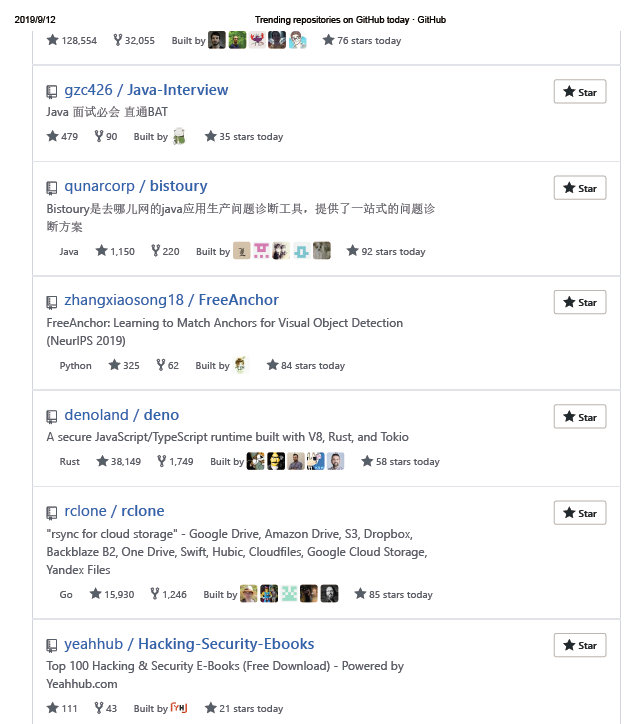 2019/9/12 Trending repositories on GitHub today · GitHub
128,554 32,055 Built by 76 stars today
gzc426 / Java-Interview Star
Java 面试必会 直通BAT
479 90 Built by 35 stars today
qunarcorp / bistoury Star
Bistoury是去哪儿网的java应用生产问题诊断工具，提供了一站式的问题诊
断方案
Java 1,150 220 Built by 92 stars today
zhangxiaosong18 / FreeAnchor Star
FreeAnchor: Learning to Match Anchors for Visual Object Detection
(NeurIPS 2019)
Python 325 62 Built by 84 stars today
denoland / deno Star
A secure JavaScript/TypeScript runtime built with V8, Rust, and Tokio
Rust 38,149 1,749 Built by 58 stars today
rclone / rclone Star
"rsync for cloud storage" - Google Drive, Amazon Drive, S3, Dropbox,
Backblaze B2, One Drive, Swift, Hubic, Cloudfiles, Google Cloud Storage,
Yandex Files
Go 15,930 1,246 Built by 85 stars today
yeahhub / Hacking-Security-Ebooks Star
Top 100 Hacking & Security E-Books (Free Download) - Powered by
Yeahhub.com
111 43 Built by 21 stars today